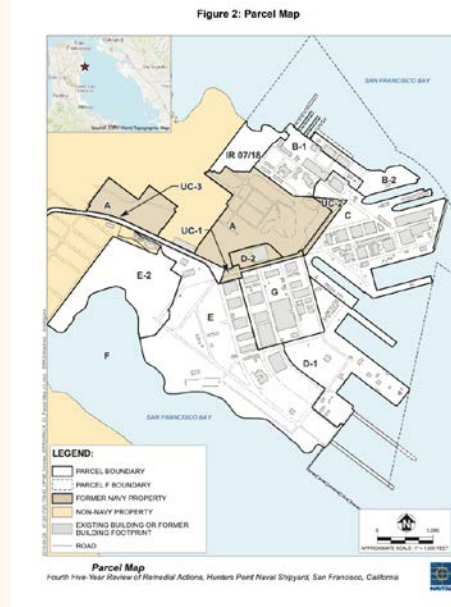 Figure 2: Parcel Map
SAN FRANCISCO BAY
B-1
IR 07/18
B-2
UC-3
UC-2
C
A
UC-1
A
D-2
E-2
G
E
F
D-1
SAN FRANCISCO BAY
LEGEND:
PARCEL BOUNDARY
PARCEL F BOUNDARY
FORMER NAVY PROPERTY
NON-NAVY PROPERTY
EXISTING BUILDING OR FORMER
BUILDING FOOTPRINT
ROAD
0 1,000
APPROXIMATE SCALE: 1" = 1,000 FEET
Parcel Map
Fourth Five-Year Review of Remedial Actions, Hunters Point Naval Shipyard, San Francisco, California